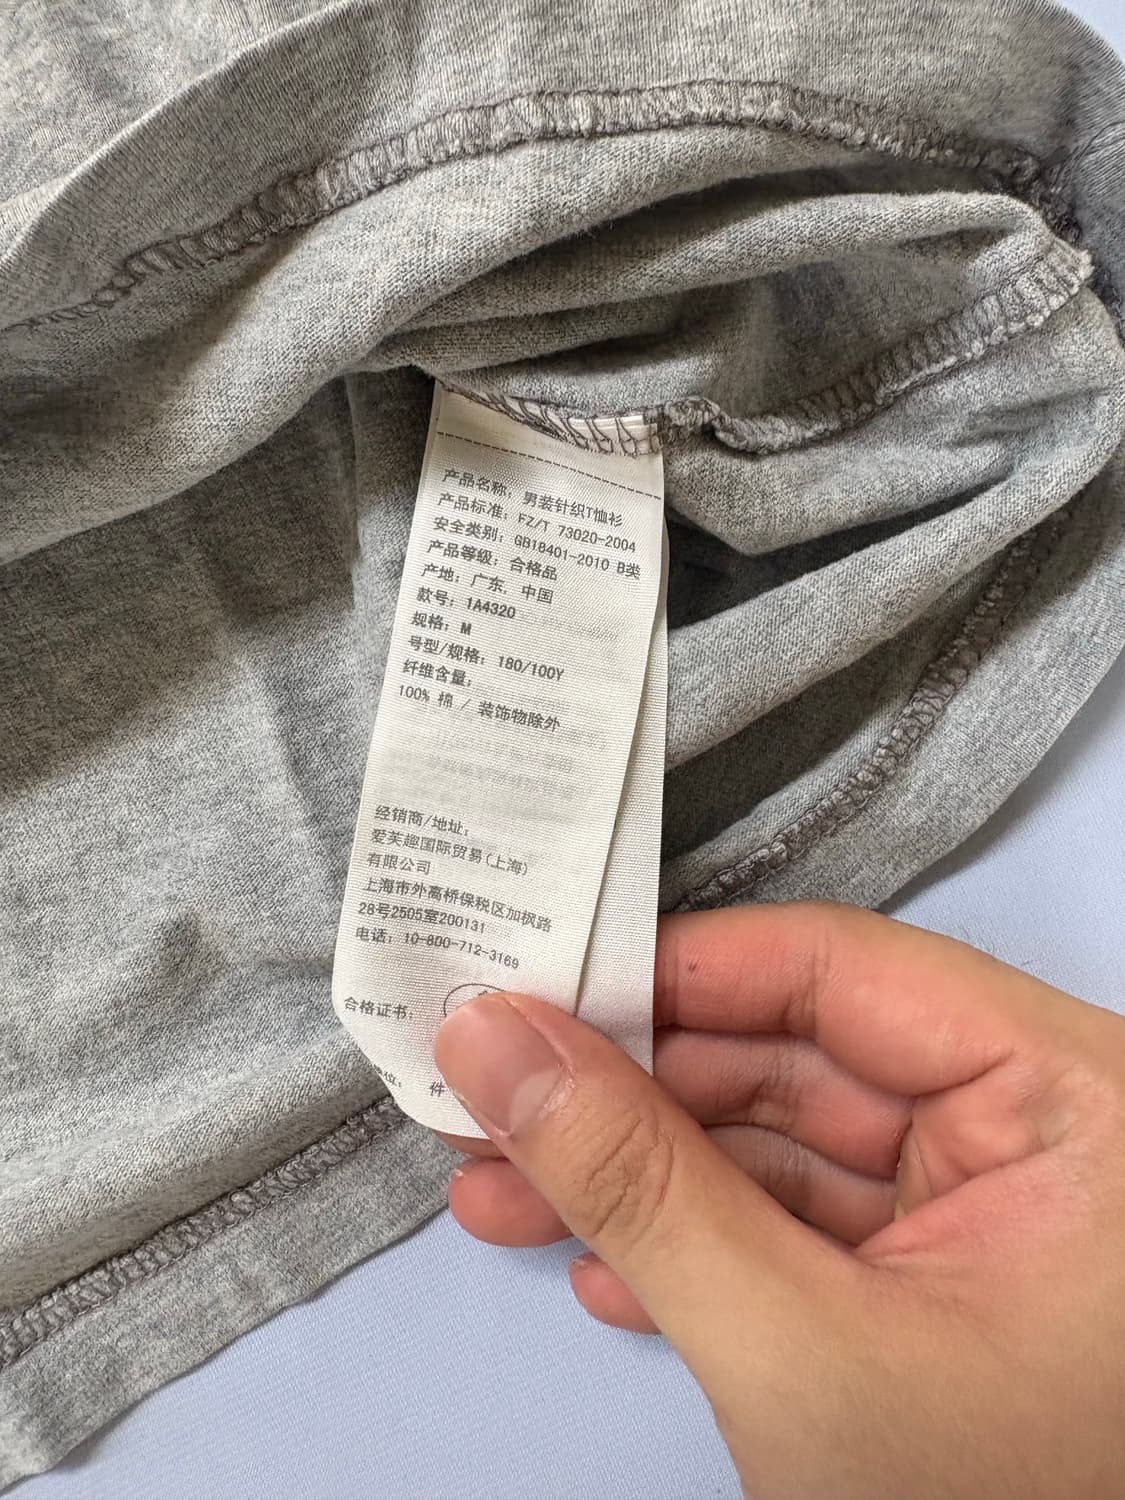 产品名称: 男装针织T恤衫
产品标准: FZ/T 73020-2004
安全类别: GB18401-2010 B类
产品等级: 合格品
产地: 广东, 中国
款号: 1A4320
规格: M
号型/规格: 180/100Y
纤维含量:
100% 棉 / 装饰物除外
经销商/地址:
爱芙趣国际贸易(上海)
有限公司
上海市外高桥保税区加枫路
28号2505室200131
电话: 10-800-712-3169
合格证书:
位: 件